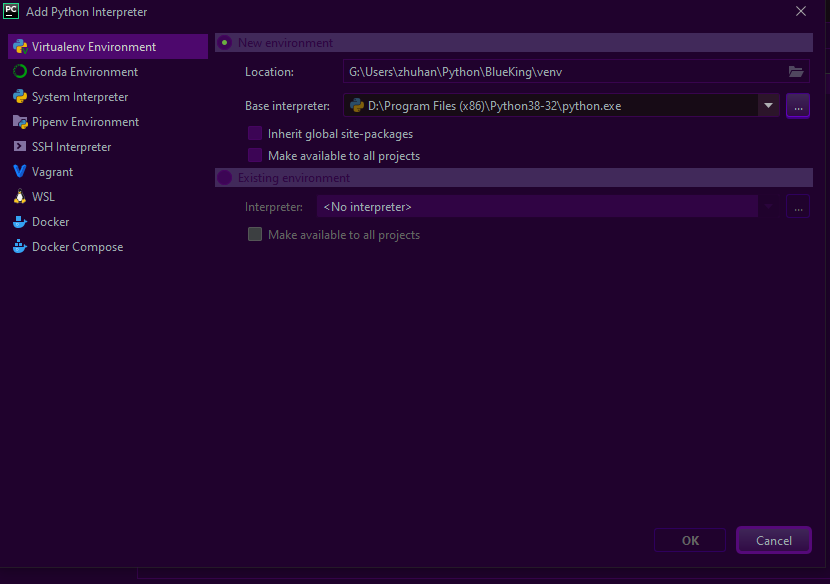 PC Add Python Interpreter
Virtualenv Environment
Conda Environment
System Interpreter
Pipenv Environment
SSH Interpreter
Vagrant
WSL
Docker
Docker Compose
New environment
Location: G:\Users\zhuhan\Python\BlueKing\venv
Base interpreter: D:\Program Files (x86)\Python38-32\python.exe ...
Inherit global site-packages
Make available to all projects
Existing environment
Interpreter: <No interpreter> ...
Make available to all projects
OK Cancel